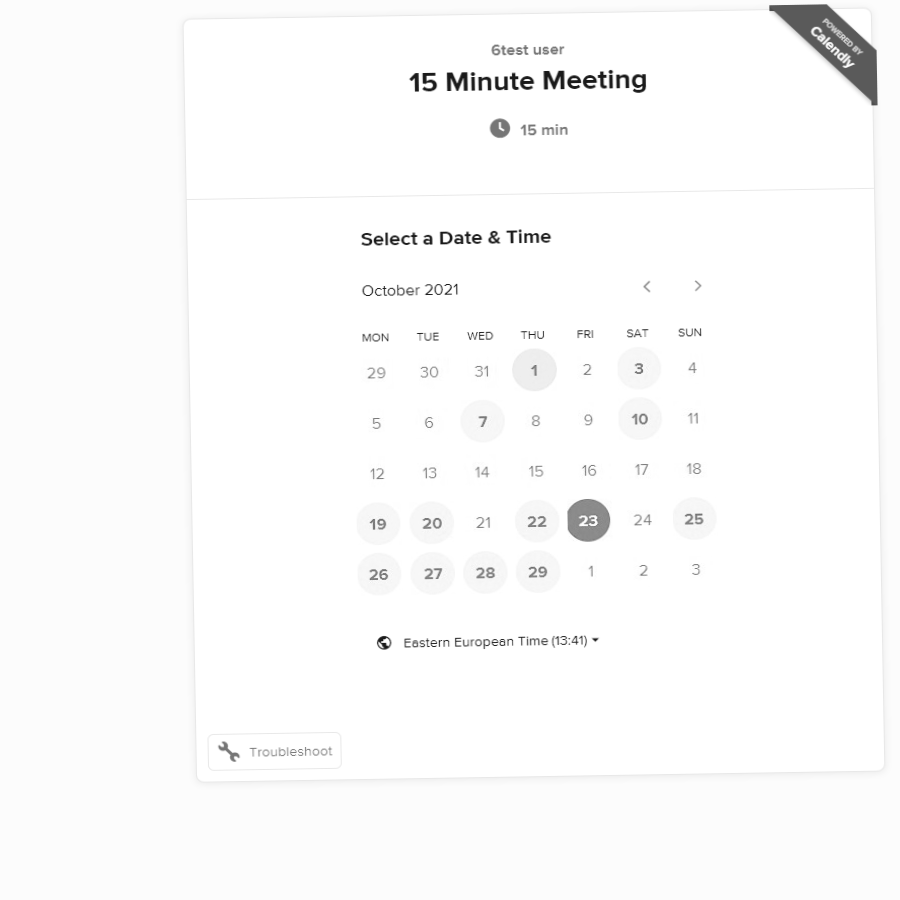 POWERED BY
Calendly
6test user
15 Minute Meeting
15 min
Select a Date & Time
October 2021
MON TUE WED THU FRI SAT SUN
29 30 31 1 2 3 4
5 6 7 8 9 10 11
12 13 14 15 16 17 18
19 20 21 22 23 24 25
26 27 28 29 1 2 3
Eastern European Time (13:41)
Troubleshoot